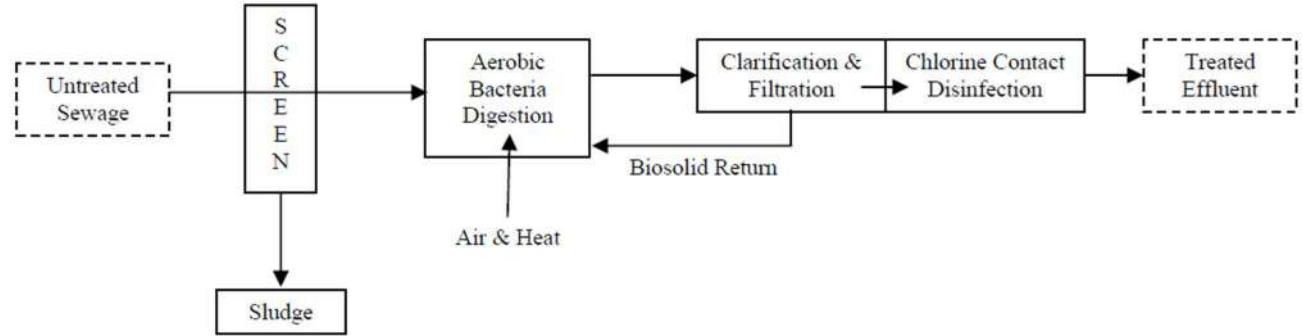 Untreated
Sewage
S
C
R
E
E
N
Sludge
Aerobic
Bacteria
Digestion
Air & Heat
Clarification &
Filtration
Biosolid Return
Chlorine Contact
Disinfection
Treated
Effluent